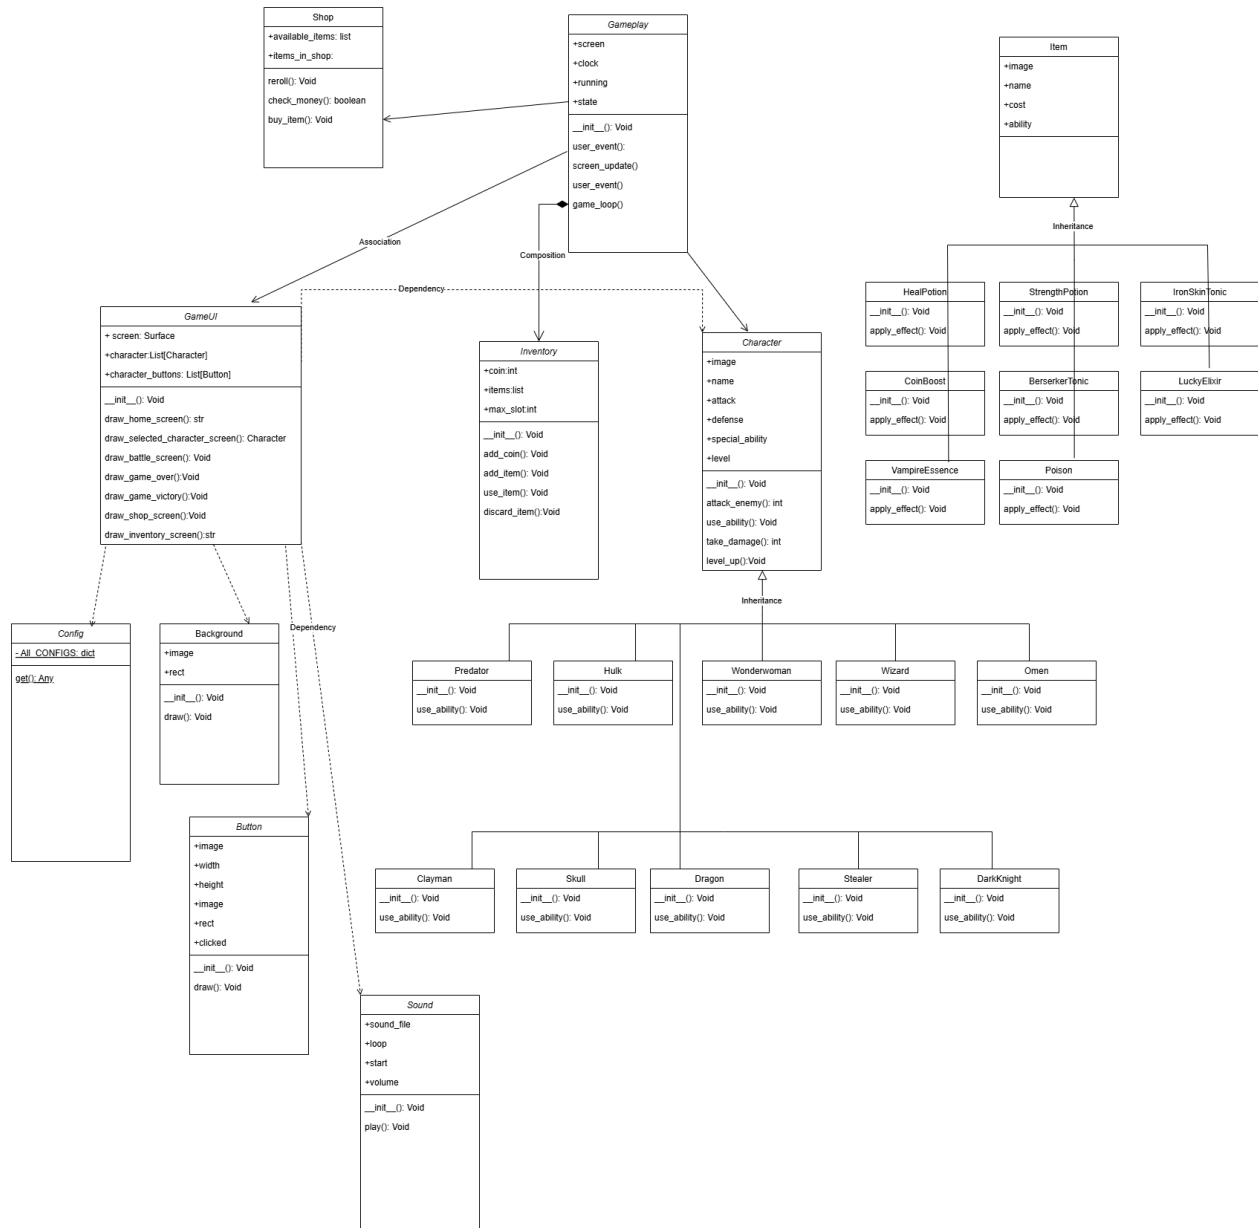 Shop
+available_items: list
+items_in_shop:
reroll(): Void
check_money(): boolean
buy_item(): Void
Gameplay
+screen
+clock
+running
+state
__init__(): Void
user_event():
screen_update()
user_event()
game_loop()
Item
+image
+name
+cost
+ability
Association
Composition
Dependency
Inheritance
GameUI
+ screen: Surface
+character:List[Character]
+character_buttons: List[Button]
__init__(): Void
draw_home_screen(): str
draw_selected_character_screen(): Character
draw_battle_screen(): Void
draw_game_over():Void
draw_game_victory():Void
draw_shop_screen():Void
draw_inventory_screen():str
Inventory
+coin:int
+items:list
+max_slot:int
__init__(): Void
add_coin(): Void
add_item(): Void
use_item(): Void
discard_item():Void
Character
+image
+name
+attack
+defense
+special_ability
+level
__init__(): Void
attack_enemy(): int
use_ability(): Void
take_damage(): int
level_up():Void
HealPotion
__init__(): Void
apply_effect(): Void
StrengthPotion
__init__(): Void
apply_effect(): Void
IronSkinTonic
__init__(): Void
apply_effect(): Void
CoinBoost
__init__(): Void
apply_effect(): Void
BerserkerTonic
__init__(): Void
apply_effect(): Void
LuckyElixir
__init__(): Void
apply_effect(): Void
VampireEssence
__init__(): Void
apply_effect(): Void
Poison
__init__(): Void
apply_effect(): Void
Config
- All_CONFIGS: dict
get(): Any
Background
+image
+rect
__init__(): Void
draw(): Void
Dependency
Inheritance
Predator
__init__(): Void
use_ability(): Void
Hulk
__init__(): Void
use_ability(): Void
Wonderwoman
__init__(): Void
use_ability(): Void
Wizard
__init__(): Void
use_ability(): Void
Omen
__init__(): Void
use_ability(): Void
Button
+image
+width
+height
+image
+rect
+clicked
__init__(): Void
draw(): Void
Clayman
__init__(): Void
use_ability(): Void
Skull
__init__(): Void
use_ability(): Void
Dragon
__init__(): Void
use_ability(): Void
Stealer
__init__(): Void
use_ability(): Void
DarkKnight
__init__(): Void
use_ability(): Void
Sound
+sound_file
+loop
+start
+volume
__init__(): Void
play(): Void